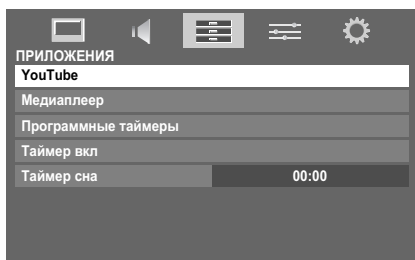 ПРИЛОЖЕНИЯ
YouTube
Медиаплеер
Программные таймеры
Таймер вкл
Таймер сна 00:00